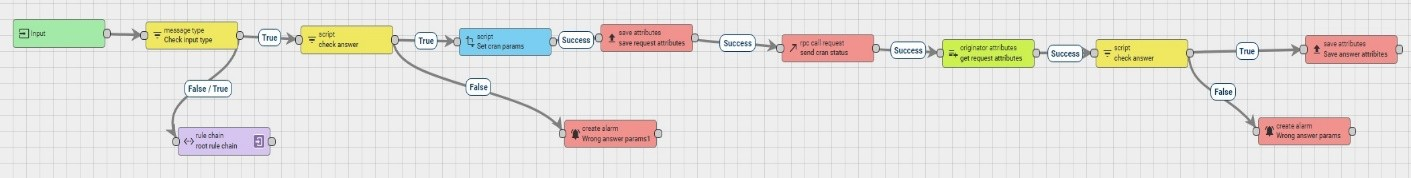 Input
message type
Check input type
True
script
check answer
True
script
Set cran params
Success
save attributes
save request attributes
Success
rpc call request
send cran status
Success
originator attributes
get request attributes
Success
script
check answer
True
save attributes
Save answer attribites
False / True
False
False
rule chain
root rule chain
create alarm
Wrong answer params1
create alarm
Wrong answer params